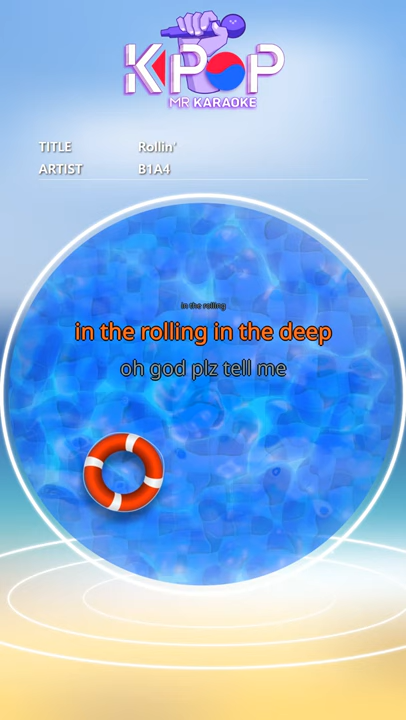 KPOP
MR KARAOKE
TITLE Rollin'
ARTIST B1A4
in the rolling
in the rolling in the deep
oh god plz tell me